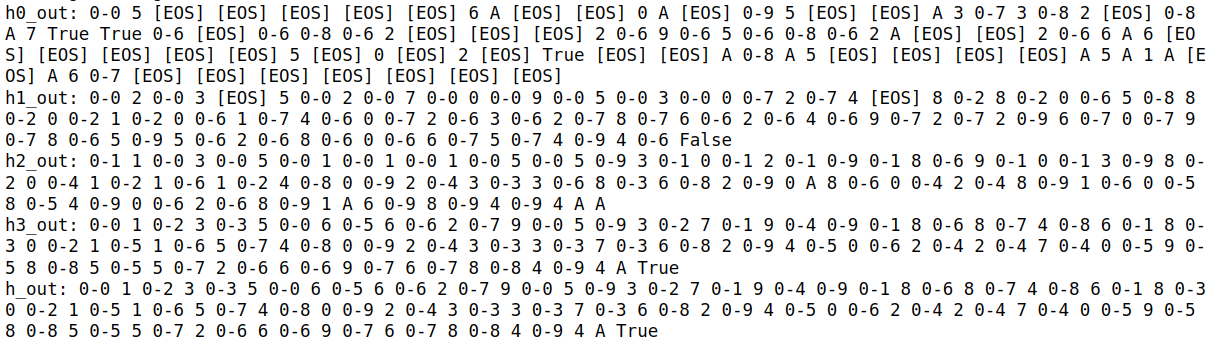 h0_out: 0-0 5 [EOS] [EOS] [EOS] [EOS] [EOS] 6 A [EOS] [EOS] 0 A [EOS] 0-9 5 [EOS] [EOS] A 3 0-7 3 0-8 2 [EOS] 0-8
A 7 True True 0-6 [EOS] 0-6 0-8 0-6 2 [EOS] [EOS] [EOS] 2 0-6 9 0-6 5 0-6 0-8 0-6 2 A [EOS] [EOS] 2 0-6 6 A 6 [EO
S] [EOS] [EOS] [EOS] [EOS] 5 [EOS] 0 [EOS] 2 [EOS] True [EOS] [EOS] A 0-8 A 5 [EOS] [EOS] [EOS] [EOS] A 5 A 1 A [E
OS] A 6 0-7 [EOS] [EOS] [EOS] [EOS] [EOS] [EOS] [EOS]
h1_out: 0-0 2 0-0 3 [EOS] 5 0-0 2 0-0 7 0-0 0 0-0 9 0-0 5 0-0 3 0-0 0 0-7 2 0-7 4 [EOS] 8 0-2 8 0-2 0 0-6 5 0-8 8
0-2 0 0-2 1 0-2 0 0-6 1 0-7 4 0-6 0 0-7 2 0-6 3 0-6 2 0-7 8 0-7 6 0-6 2 0-6 4 0-6 9 0-7 2 0-7 2 0-9 6 0-7 0 0-7 9
0-7 8 0-6 5 0-9 5 0-6 2 0-6 8 0-6 0 0-6 6 0-7 5 0-7 4 0-9 4 0-6 False
h2_out: 0-1 1 0-0 3 0-0 5 0-0 1 0-0 1 0-0 1 0-0 5 0-0 5 0-9 3 0-1 0 0-1 2 0-1 0-9 0-1 8 0-6 9 0-1 0 0-1 3 0-9 8 0-
2 0 0-4 1 0-2 1 0-6 1 0-2 4 0-8 0 0-9 2 0-4 3 0-3 3 0-6 8 0-3 6 0-8 2 0-9 0 A 8 0-6 0 0-4 2 0-4 8 0-9 1 0-6 0 0-5
8 0-5 4 0-9 0 0-6 2 0-6 8 0-9 1 A 6 0-9 8 0-9 4 0-9 4 A A
h3_out: 0-0 1 0-2 3 0-3 5 0-0 6 0-5 6 0-6 2 0-7 9 0-0 5 0-9 3 0-2 7 0-1 9 0-4 0-9 0-1 8 0-6 8 0-7 4 0-8 6 0-1 8 0-
3 0 0-2 1 0-5 1 0-6 5 0-7 4 0-8 0 0-9 2 0-4 3 0-3 3 0-3 7 0-3 6 0-8 2 0-9 4 0-5 0 0-6 2 0-4 2 0-4 7 0-4 0 0-5 9 0-
5 8 0-8 5 0-5 5 0-7 2 0-6 6 0-6 9 0-7 6 0-7 8 0-8 4 0-9 4 A True
h_out: 0-0 1 0-2 3 0-3 5 0-0 6 0-5 6 0-6 2 0-7 9 0-0 5 0-9 3 0-2 7 0-1 9 0-4 0-9 0-1 8 0-6 8 0-7 4 0-8 6 0-1 8 0-3
0 0-2 1 0-5 1 0-6 5 0-7 4 0-8 0 0-9 2 0-4 3 0-3 3 0-3 7 0-3 6 0-8 2 0-9 4 0-5 0 0-6 2 0-4 2 0-4 7 0-4 0 0-5 9 0-5
8 0-8 5 0-5 5 0-7 2 0-6 6 0-6 9 0-7 6 0-7 8 0-8 4 0-9 4 A True